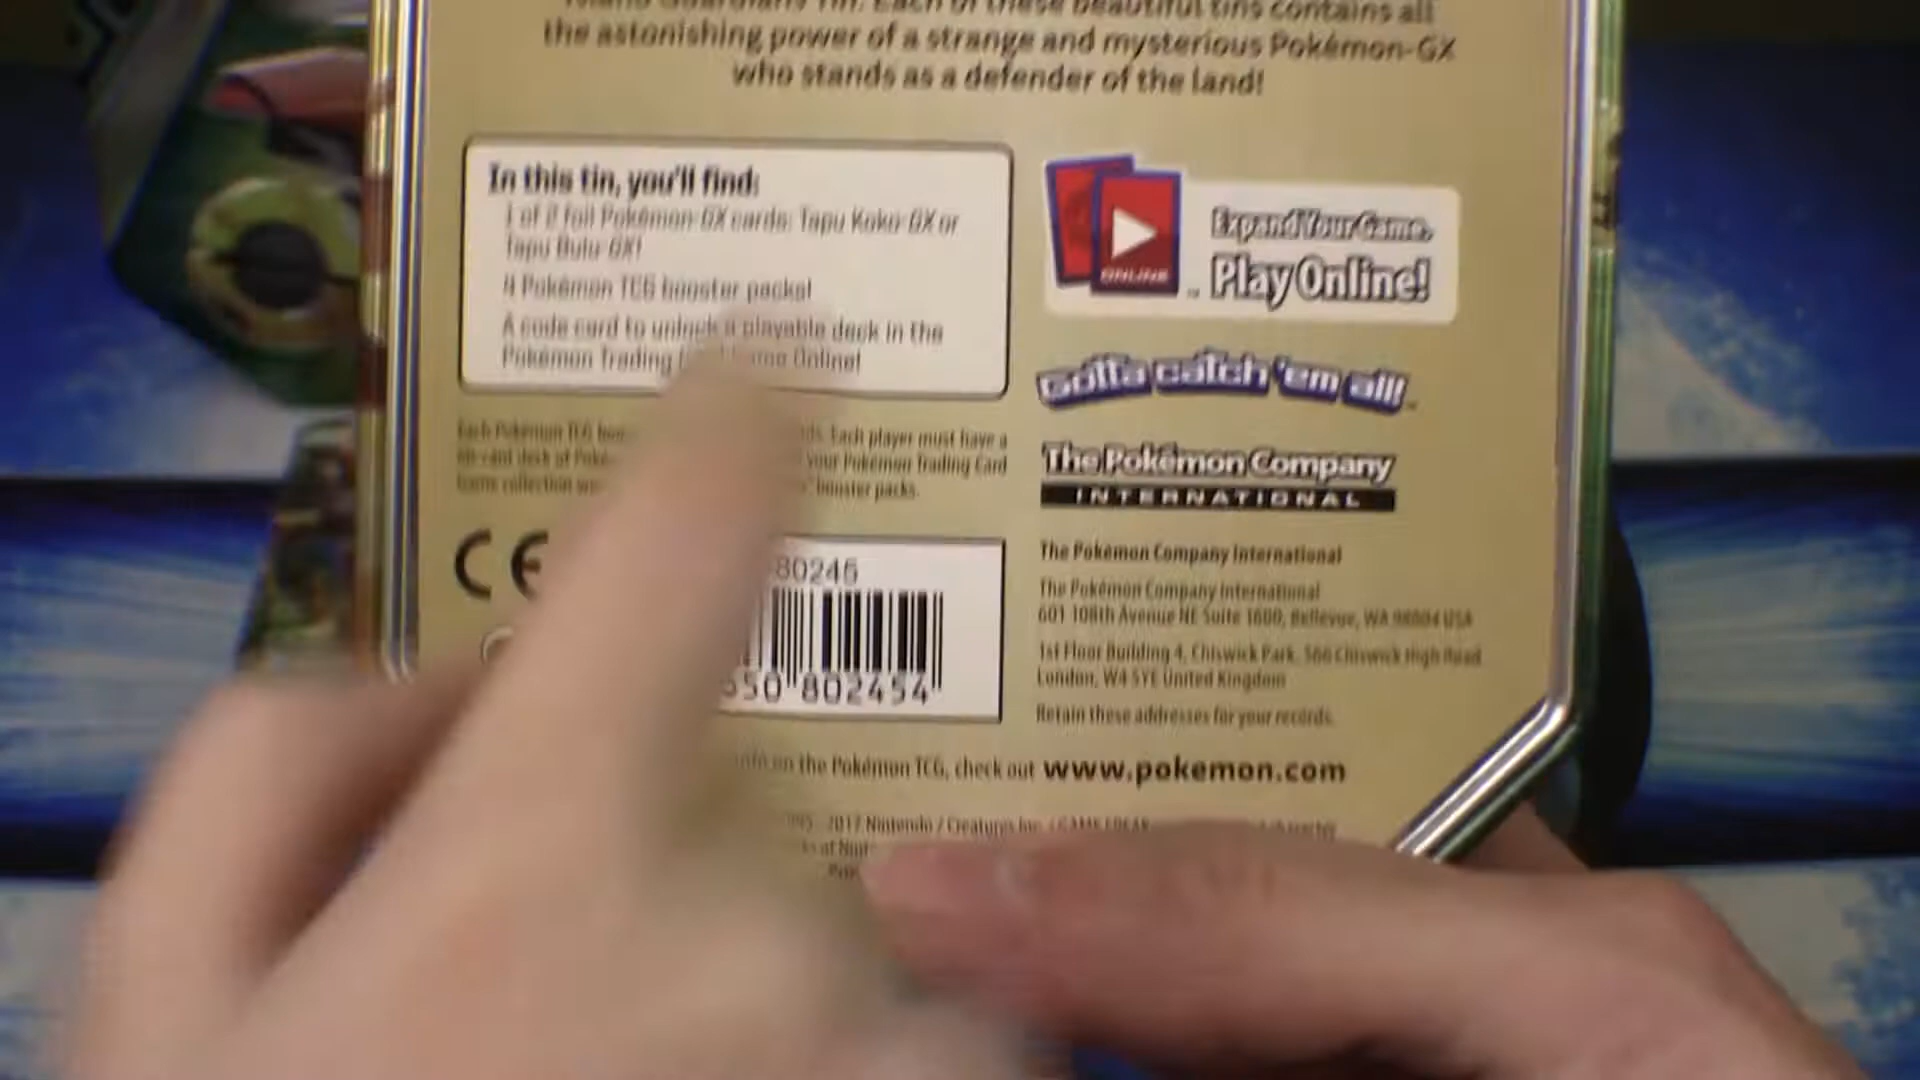 Island Guardians Tin. Each of these beautiful tins contains all
the astonishing power of a strange and mysterious Pokémon-GX
who stands as a defender of the land!
In this tin, you'll find:
1 of 2 foil Pokémon-GX cards: Tapu Koko-GX or
Tapu Bulu-GX!
4 Pokémon TCG booster packs!
A code card to unlock a playable deck in the
Pokémon Trading Online!
ONLINE
Expand Your Game.
Play Online!
Gotta catch 'em all!
The Pokémon Company
INTERNATIONAL
Each Pokémon TCG Each player must have a
your Pokémon Trading Card
booster packs.
CE
80245
650 802454
The Pokémon Company International
The Pokémon Company International
601 108th Avenue NE Suite 1600, Bellevue, WA 98004 USA
1st Floor Building 4, Chiswick Park, 566 Chiswick High Road
London, W4 5YE United Kingdom
Retain these addresses for your records.
on the Pokémon TCG, check out www.pokemon.com
2017 Nintendo / Creatures Inc. / GAME FREAK